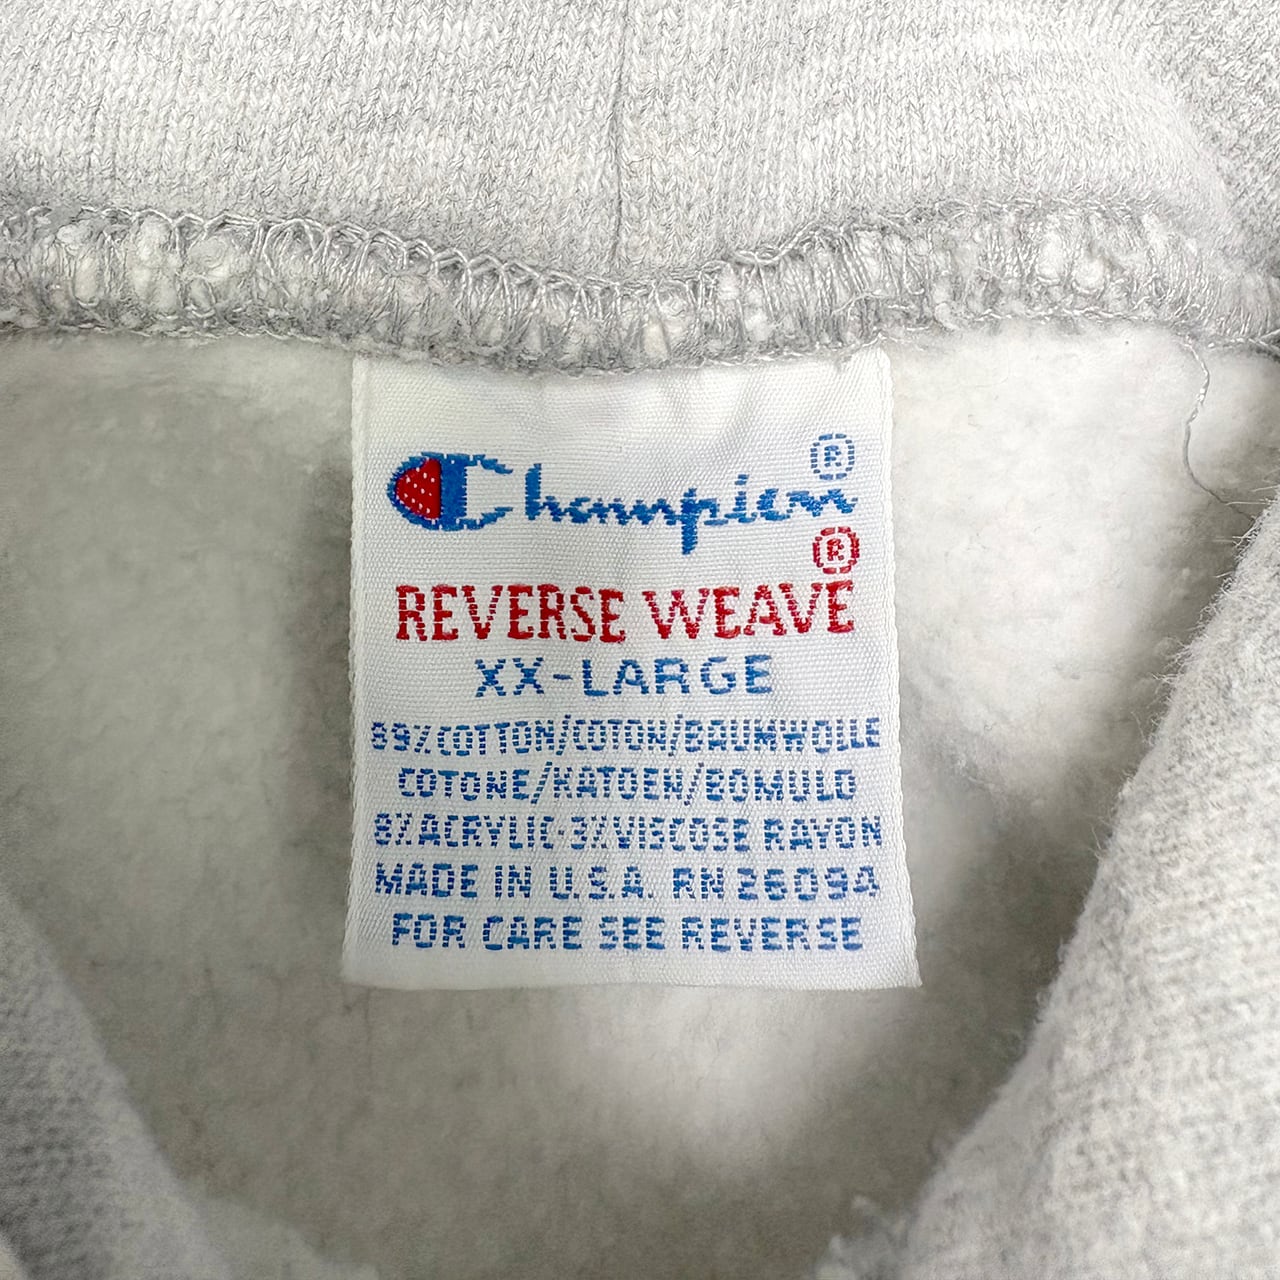 Champion®
REVERSE WEAVE®
XX-LARGE
89%COTTON/COTON/BAUMWOLLE
COTONE/KATOEN/BOMULD
8%ACRYLIC·3%VISCOSE RAYON
MADE IN U.S.A. RN 26094
FOR CARE SEE REVERSE